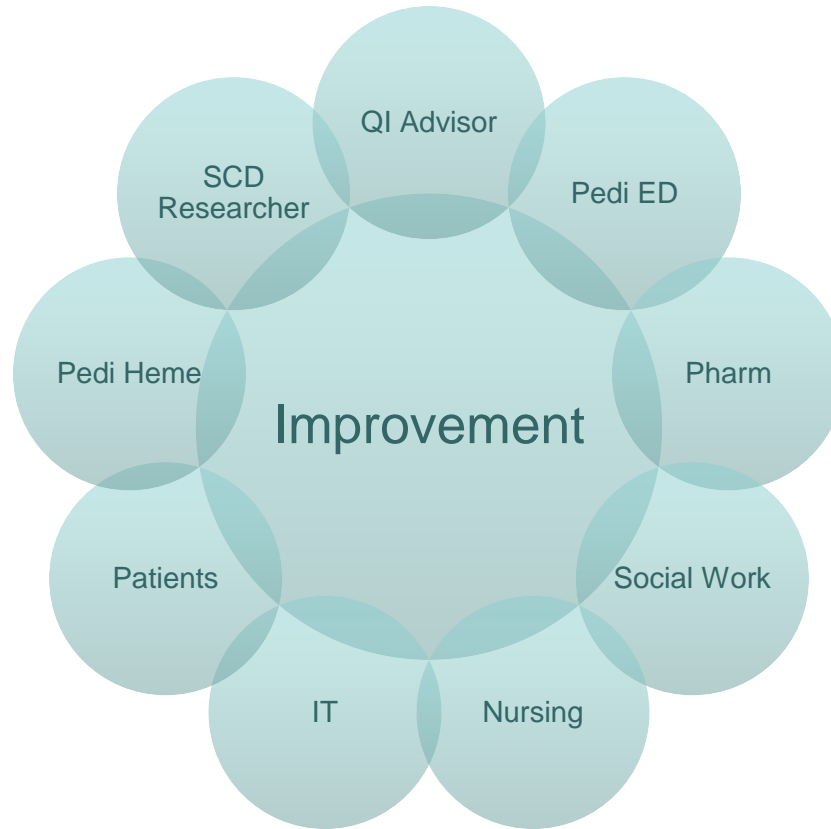 QI Advisor
Pedi ED
Pharm
Social Work
Nursing
IT
Patients
Pedi Heme
SCD
Researcher
Improvement